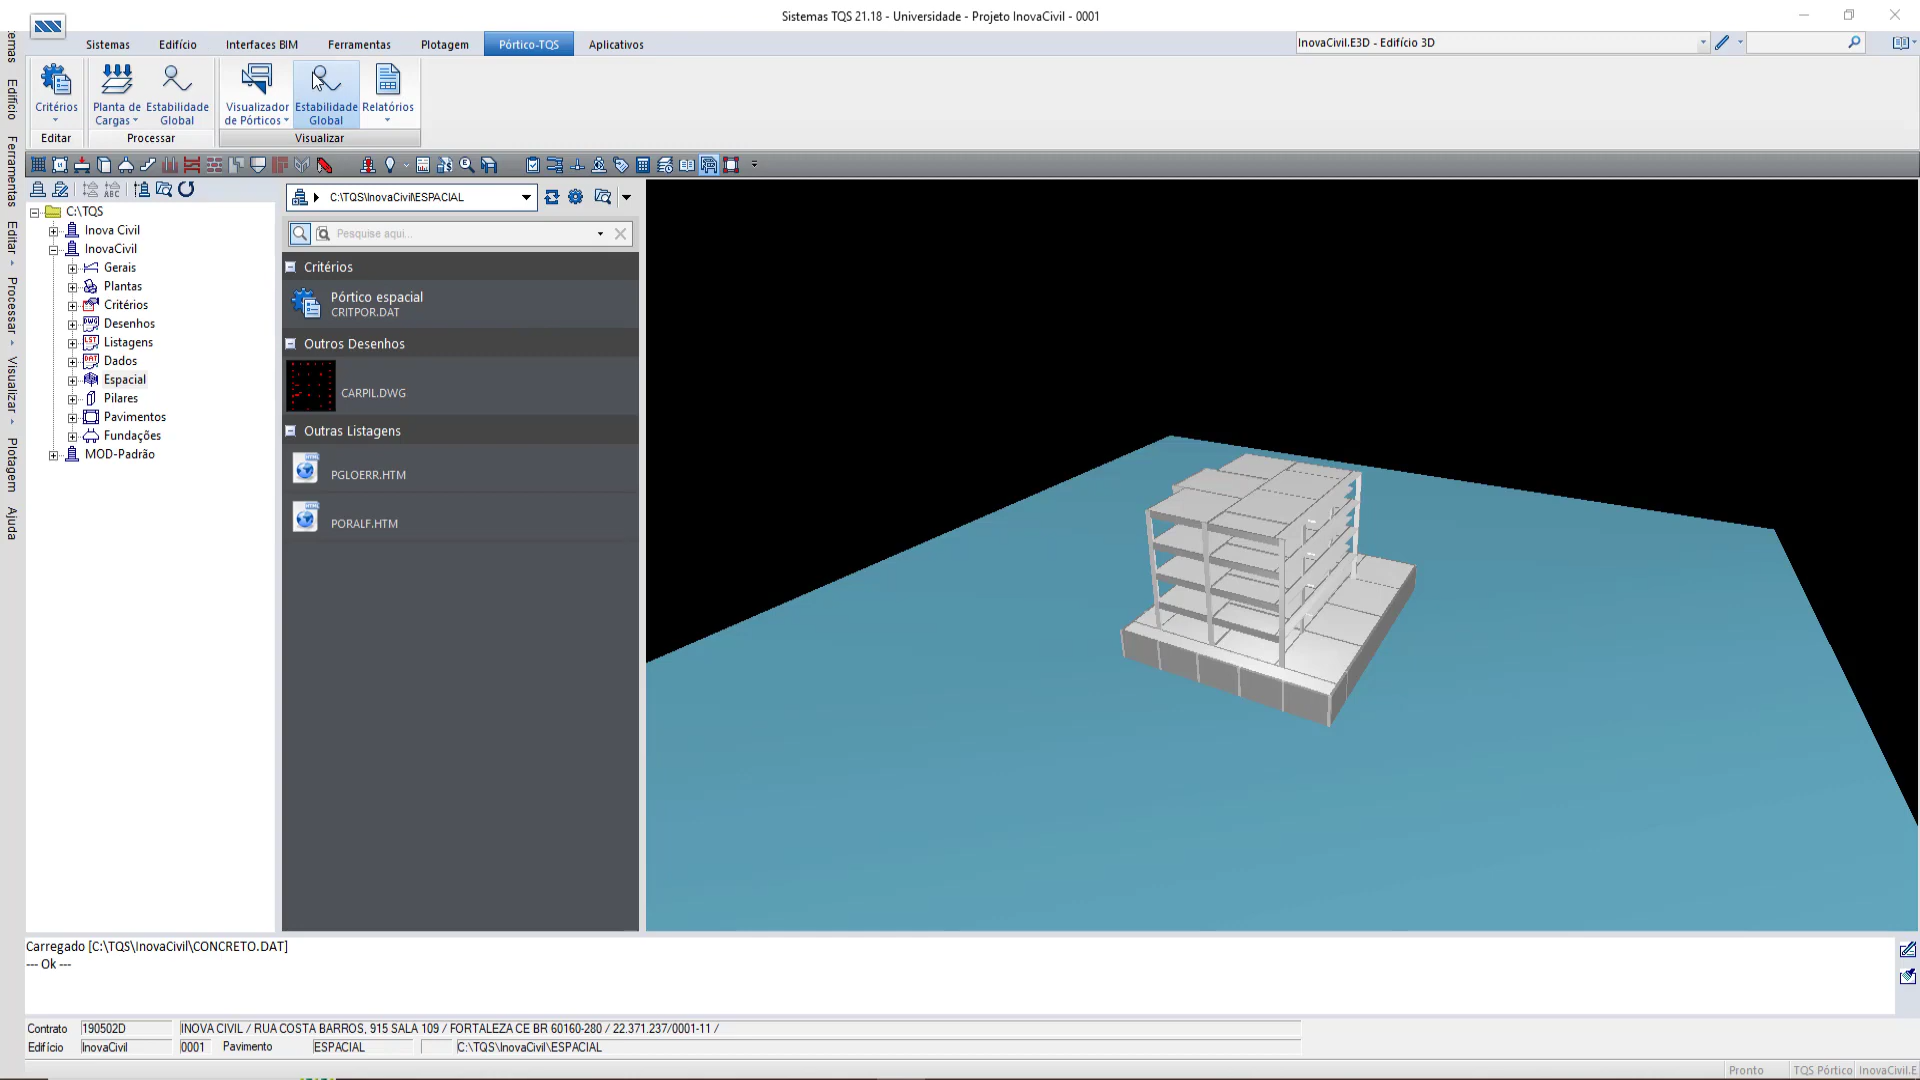 Sistemas TQS 21.18 - Universidade - Projeto InovaCivil - 0001
Sistemas Edifício Interfaces BIM Ferramentas Plotagem Pórtico-TQS Aplicativos
InovaCivil.E3D - Edifício 3D
Critérios
Planta de Cargas
Estabilidade Global
Visualizador de Pórticos
Estabilidade Global
Relatórios
Editar Processar Visualizar
emas
Edifício
Ferramentas
Editar
Processar
Visualizar
Plotagem
Ajuda
C:\TQS
Inova Civil
InovaCivil
Gerais
Plantas
Critérios
Desenhos
Listagens
Dados
Espacial
Pilares
Pavimentos
Fundações
MOD-Padrão
C:\TQS\InovaCivil\ESPACIAL
Pesquise aqui...
Critérios
Pórtico espacial
CRITPOR.DAT
Outros Desenhos
CARPIL.DWG
Outras Listagens
PGLOERR.HTM
PORALF.HTM
Carregado [C:\TQS\InovaCivil\CONCRETO.DAT]
--- Ok ---
Contrato 190502D INOVA CIVIL / RUA COSTA BARROS, 915 SALA 109 / FORTALEZA CE BR 60160-280 / 22.371.237/0001-11 /
Edifício InovaCivil 0001 Pavimento ESPACIAL C:\TQS\InovaCivil\ESPACIAL
Pronto TQS Pórtico InovaCivil.E